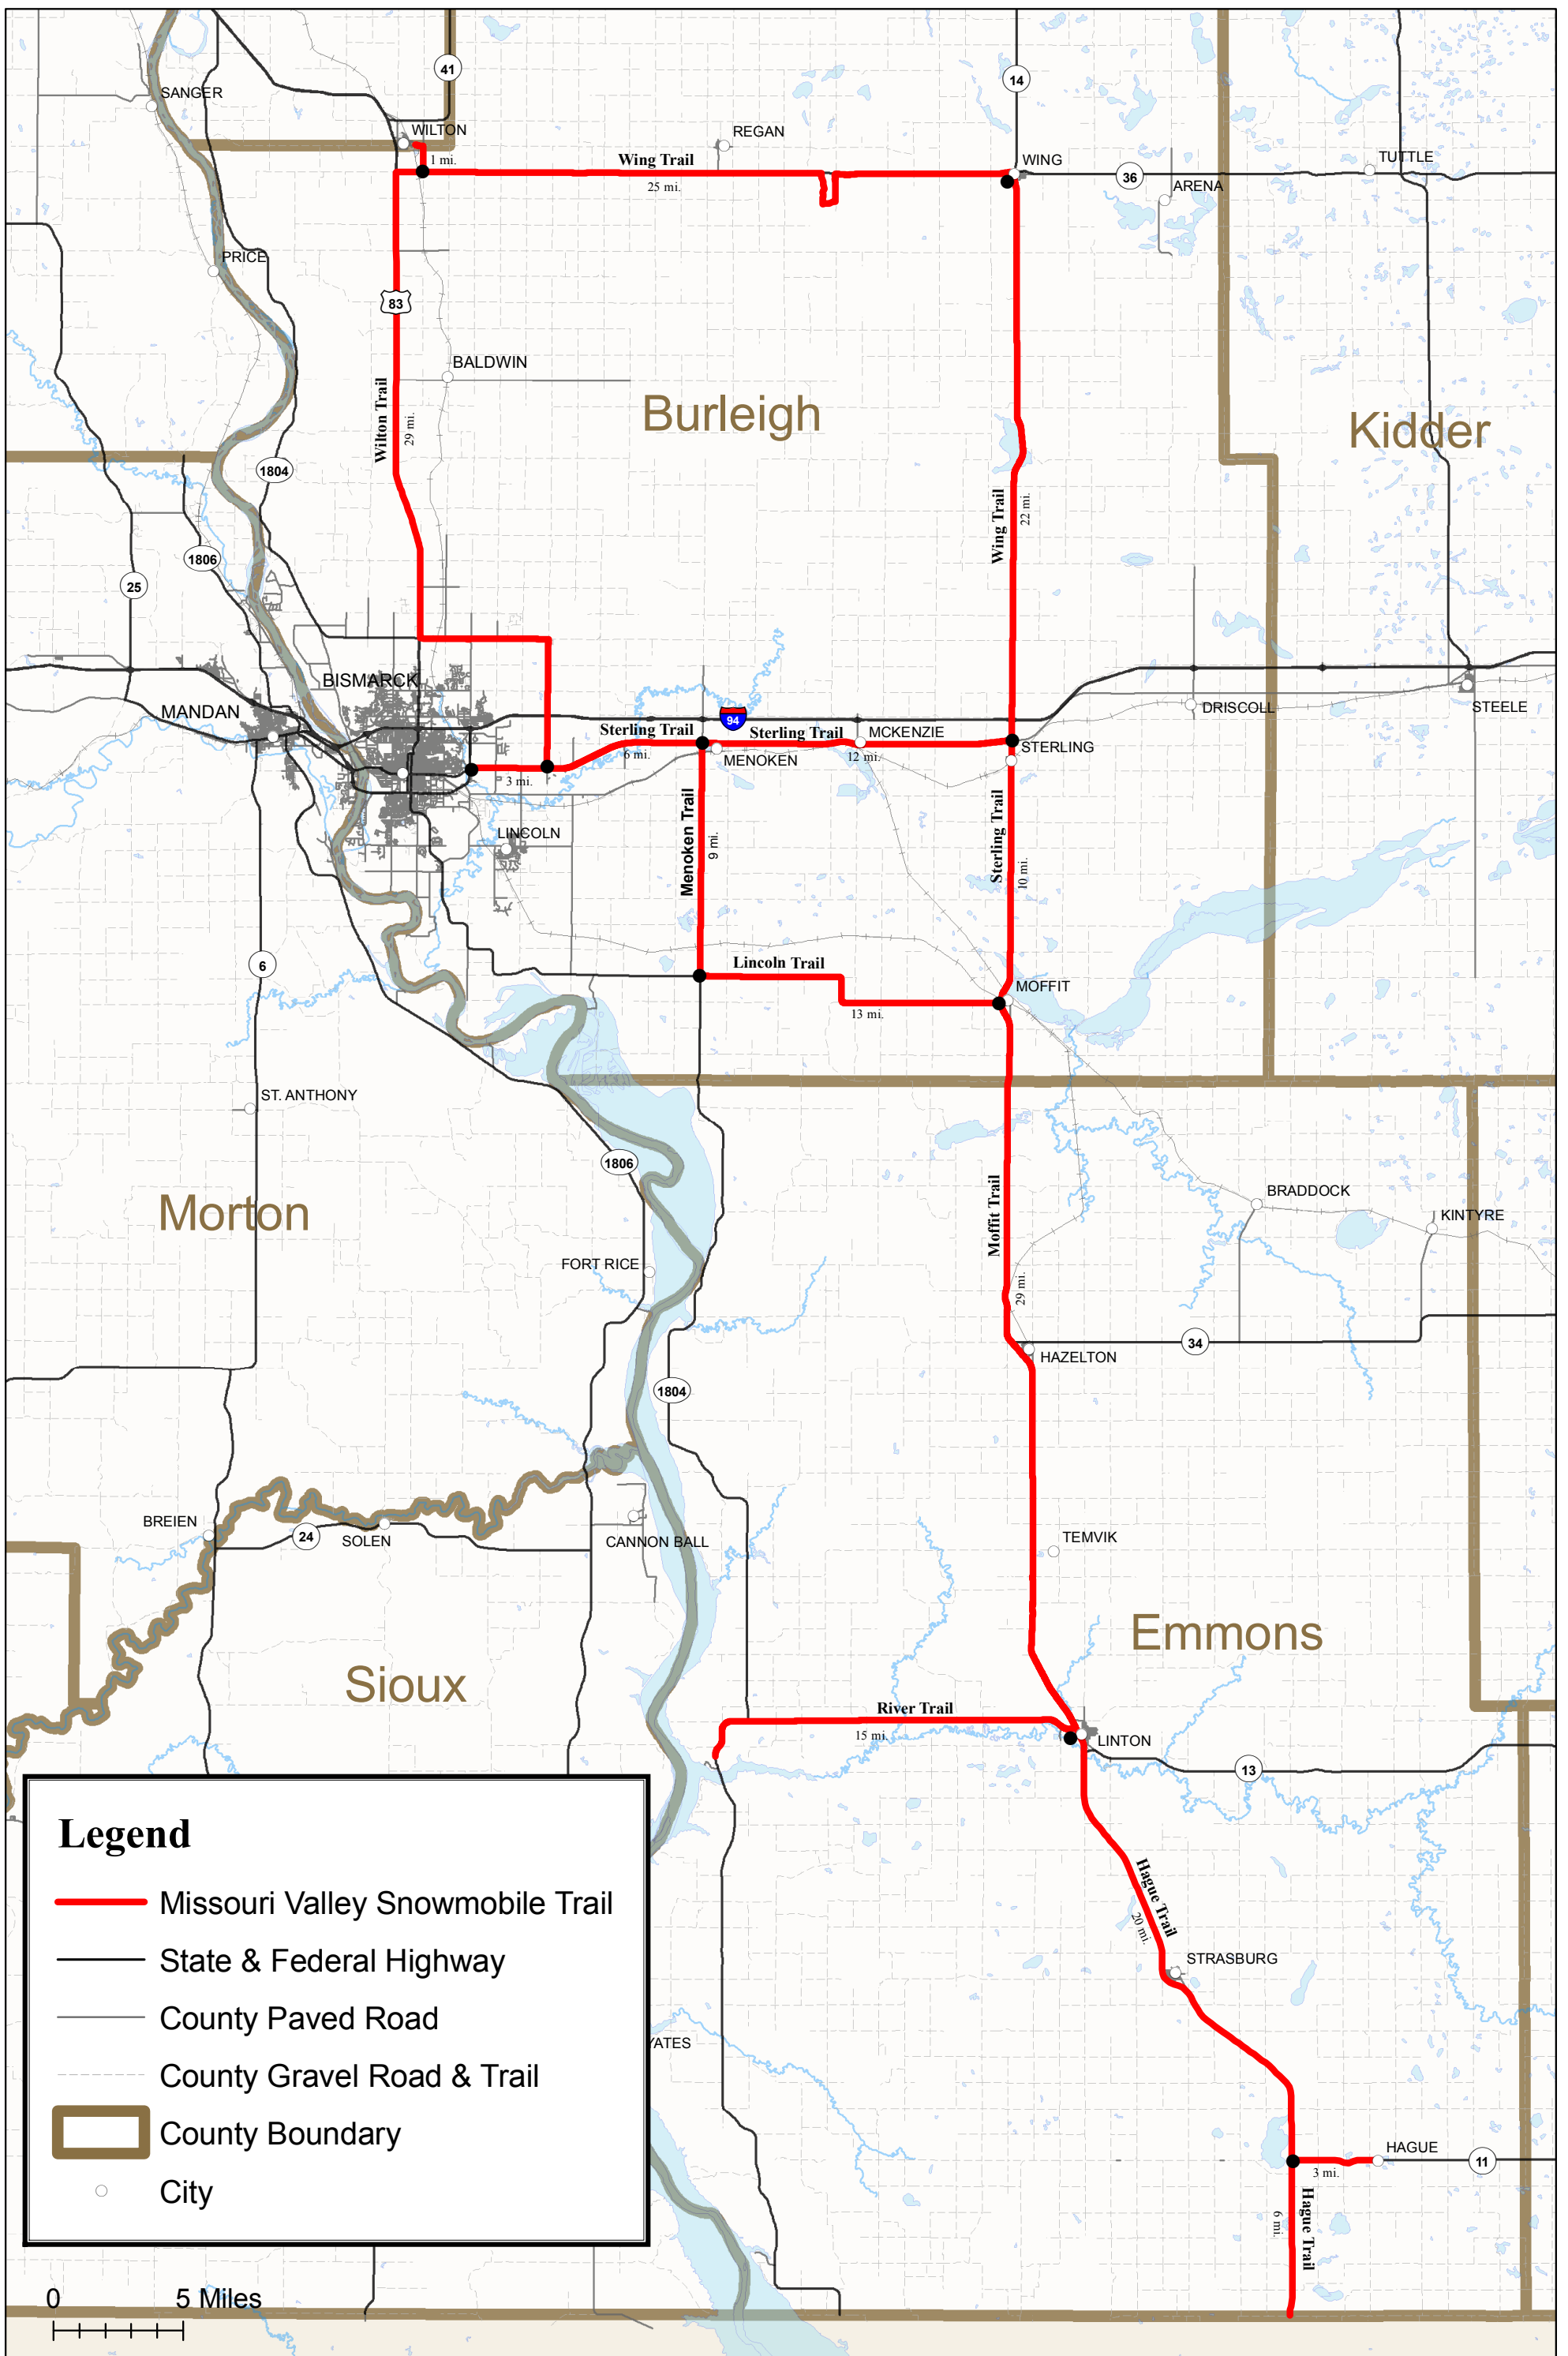 41
14
SANGER
WILTON
REGAN
1 mi.
Wing Trail
25 mi.
WING
TUTTLE
36
ARENA
PRICE
83
BALDWIN
Wilton Trail
29 mi.
Burleigh
Kidder
1804
1806
25
Wing Trail
22 mi.
BISMARCK
MANDAN
94
DRISCOLL
STEELE
Sterling Trail
6 mi.
Sterling Trail
MCKENZIE
12 mi.
STERLING
MENOKEN
3 mi.
LINCOLN
Menoken Trail
9 mi.
Sterling Trail
10 mi.
6
Lincoln Trail
13 mi.
MOFFIT
ST. ANTHONY
1806
Morton
Moffit Trail
29 mi.
BRADDOCK
KINTYRE
FORT RICE
34
HAZELTON
1804
BREIEN
24
SOLEN
CANNON BALL
TEMVIK
Emmons
Sioux
River Trail
15 mi.
LINTON
13
Hague Trail
20 mi.
STRASBURG
YATES
HAGUE
11
3 mi.
Hague Trail
6 mi.
Legend
Missouri Valley Snowmobile Trail
State & Federal Highway
County Paved Road
County Gravel Road & Trail
County Boundary
City
0 5 Miles